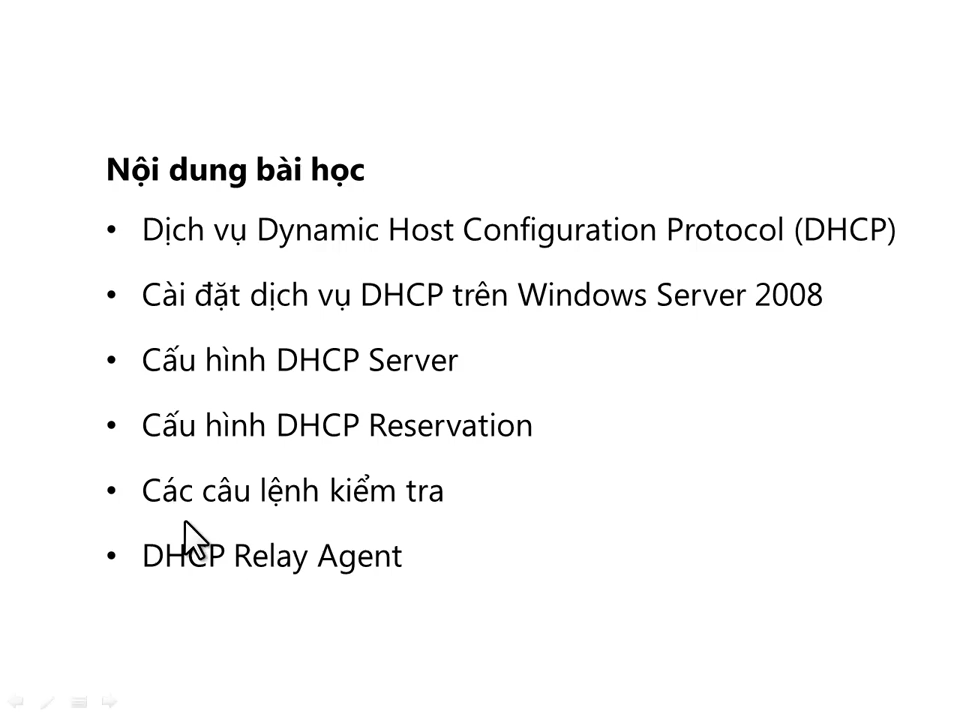 Nội dung bài học
• Dịch vụ Dynamic Host Configuration Protocol (DHCP)
• Cài đặt dịch vụ DHCP trên Windows Server 2008
• Cấu hình DHCP Server
• Cấu hình DHCP Reservation
• Các câu lệnh kiểm tra
• DHCP Relay Agent